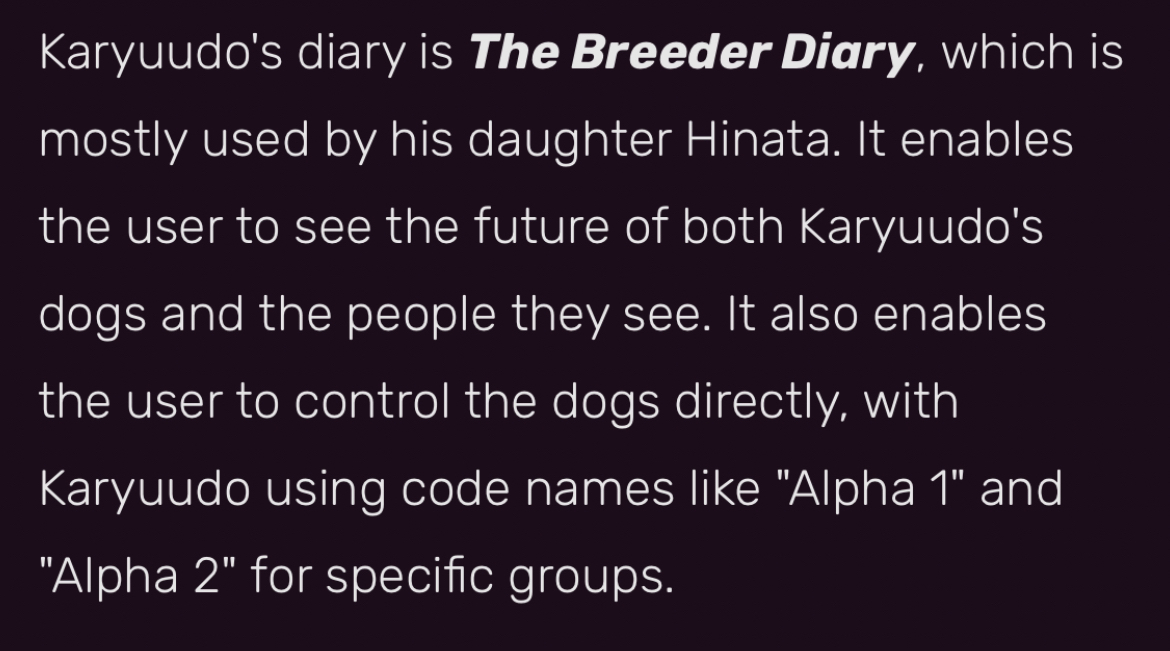 Karyuudo's diary is The Breeder Diary, which is
mostly used by his daughter Hinata. It enables
the user to see the future of both Karyuudo's
dogs and the people they see. It also enables
the user to control the dogs directly, with
Karyuudo using code names like "Alpha 1" and
"Alpha 2" for specific groups.